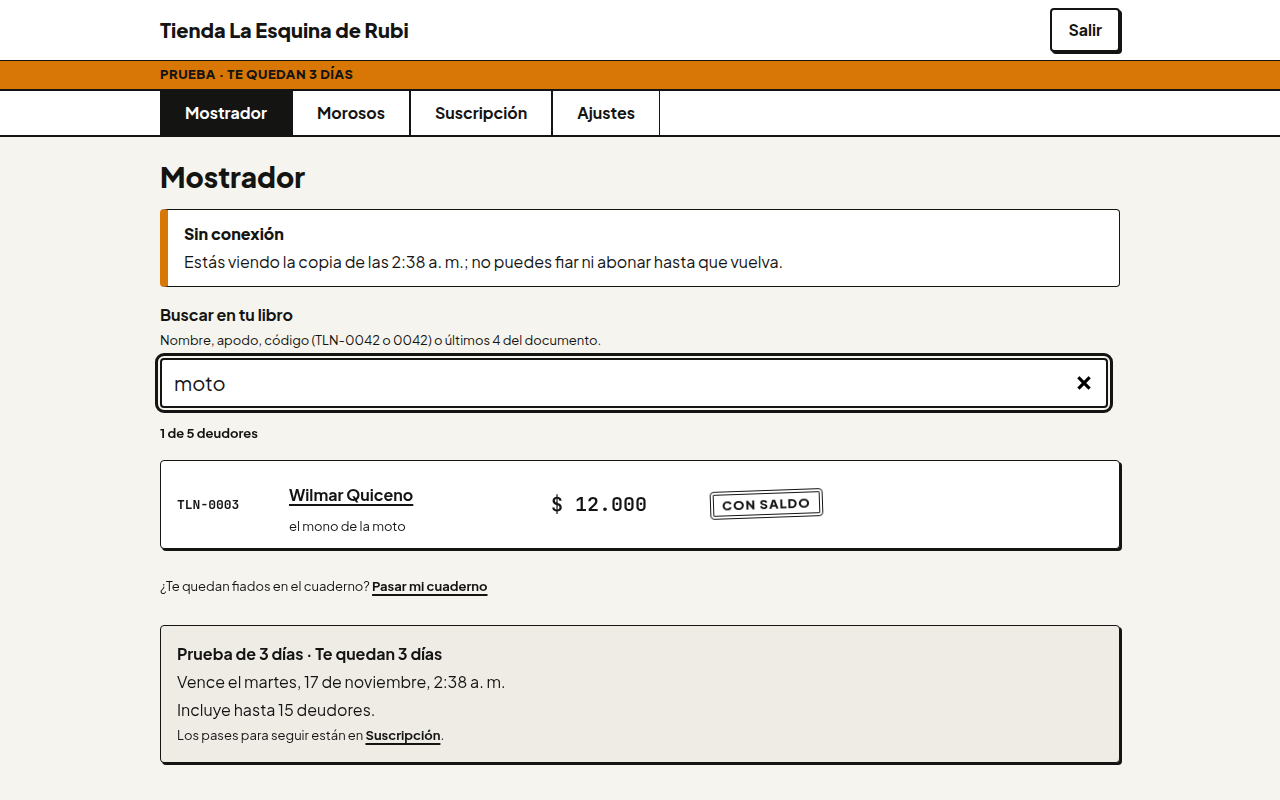 Tienda La Esquina de Rubi
Salir
PRUEBA · TE QUEDAN 3 DÍAS
Mostrador
Morosos
Suscripción
Ajustes
Mostrador
Sin conexión
Estás viendo la copia de las 2:38 a. m.; no puedes fiar ni abonar hasta que vuelva.
Buscar en tu libro
Nombre, apodo, código (TLN-0042 o 0042) o últimos 4 del documento.
moto
1 de 5 deudores
TLN-0003
Wilmar Quiceno
el mono de la moto
$ 12.000
CON SALDO
¿Te quedan fiados en el cuaderno? Pasar mi cuaderno
Prueba de 3 días · Te quedan 3 días
Vence el martes, 17 de noviembre, 2:38 a. m.
Incluye hasta 15 deudores.
Los pases para seguir están en Suscripción.